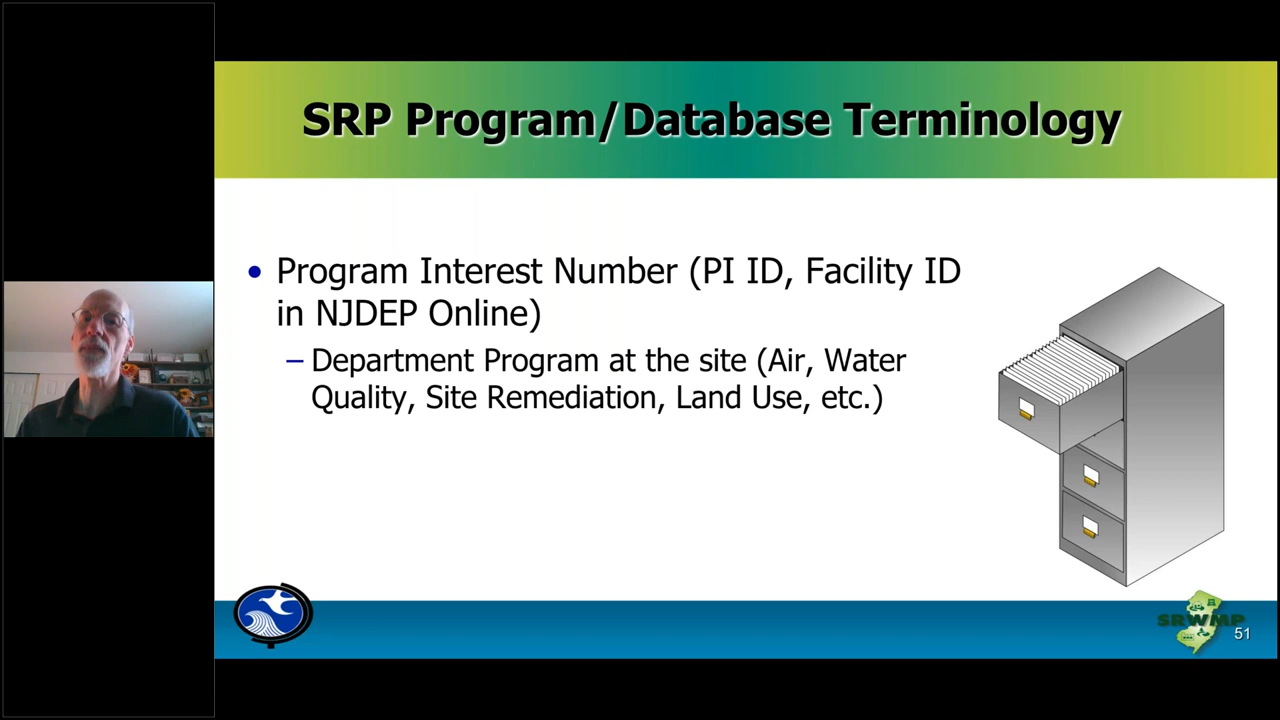 SRP Program/Database Terminology
• Program Interest Number (PI ID, Facility ID
in NJDEP Online)
– Department Program at the site (Air, Water
Quality, Site Remediation, Land Use, etc.)
SRWMP
51